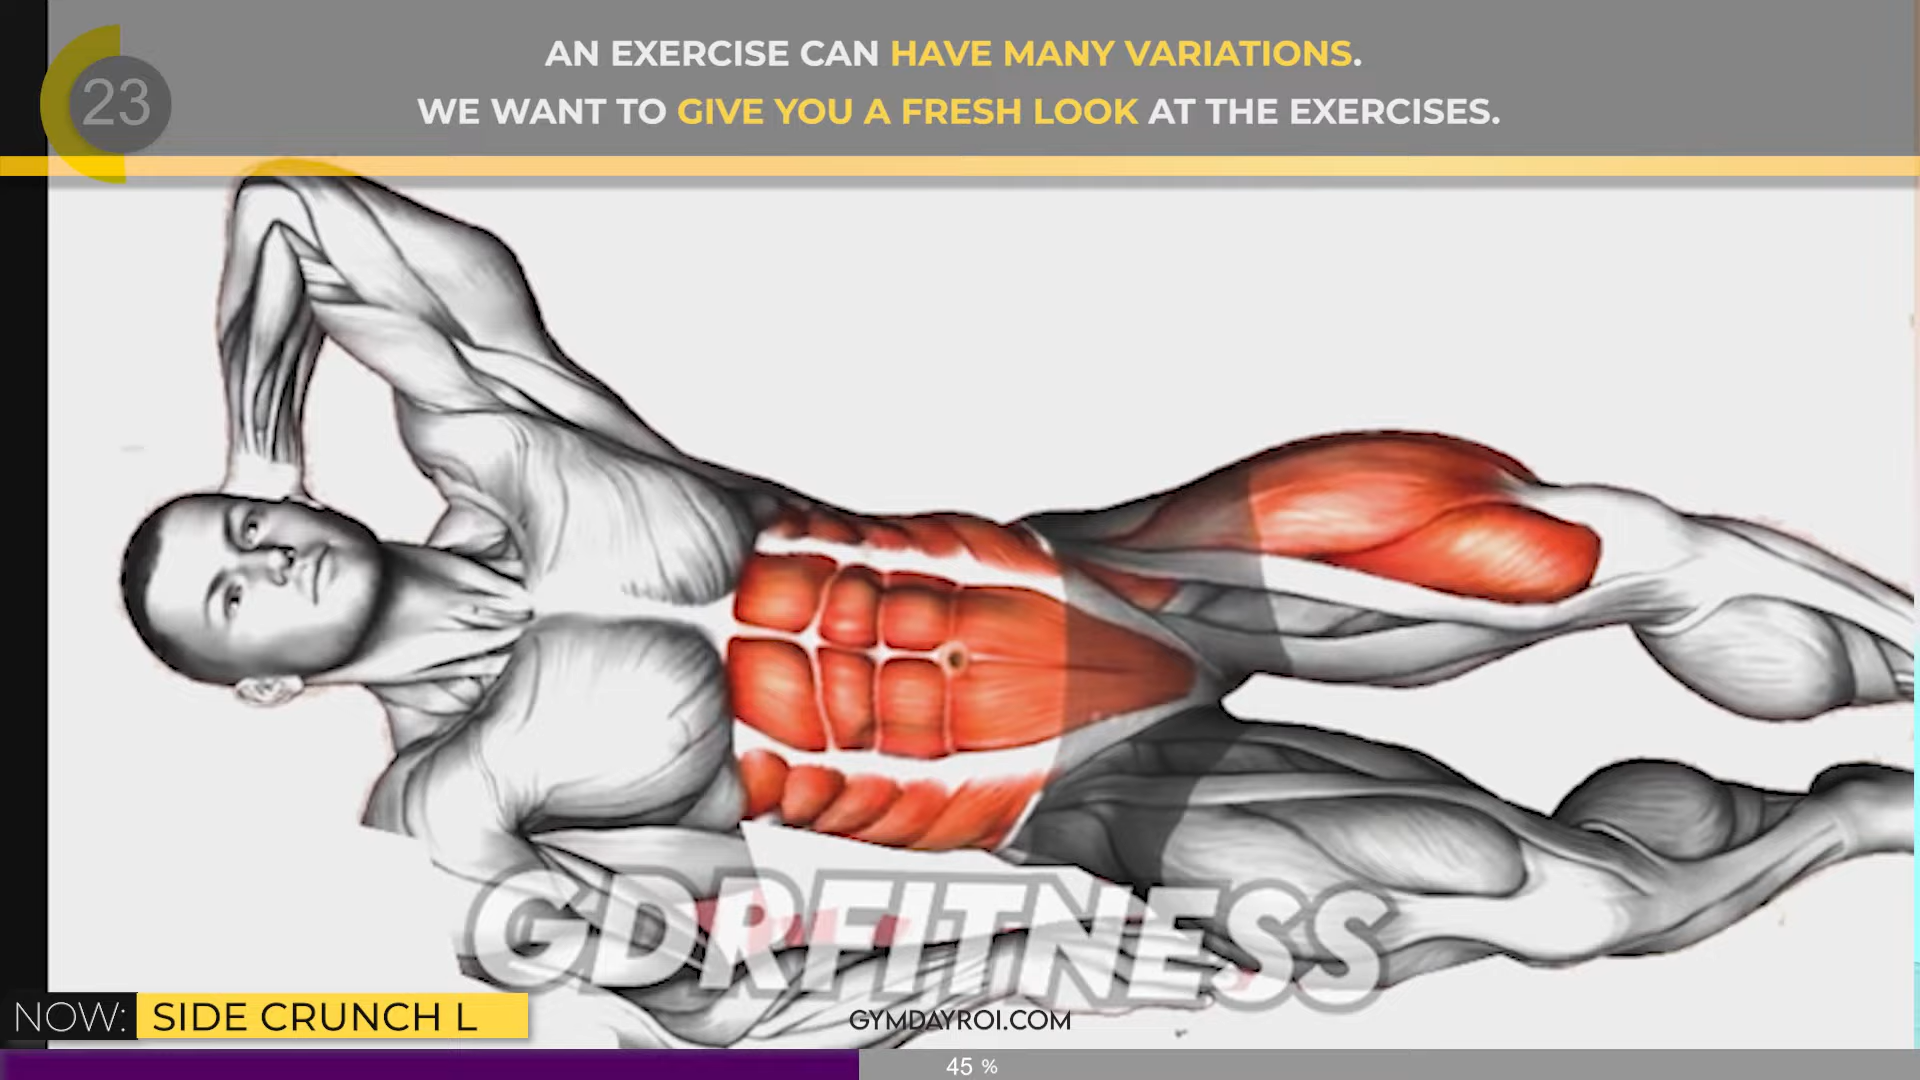 23
AN EXERCISE CAN HAVE MANY VARIATIONS.
WE WANT TO GIVE YOU A FRESH LOOK AT THE EXERCISES.
GDRFITNESS
NOW: SIDE CRUNCH L
GYMDAYROI.COM
45 %